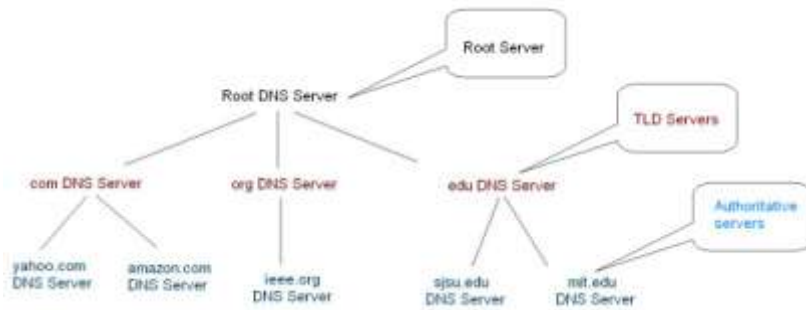 Root Server
Root DNS Server
TLD Servers
com DNS Server
org DNS Server
edu DNS Server
Authoritative
servers
yahoo.com
DNS Server
amazon.com
DNS Server
ieee.org
DNS Server
sjsu.edu
DNS Server
mit.edu
DNS Server